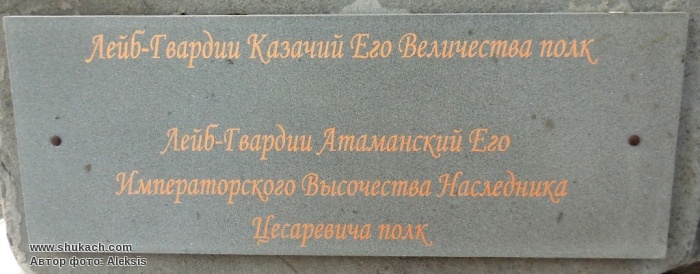 Лейб-Гвардии Казачий Его Величества полк
Лейб-Гвардии Атаманский Его
Императорского Высочества Наследника
Цесаревича полк
www.shukach.com
Автор фото: Aleksis